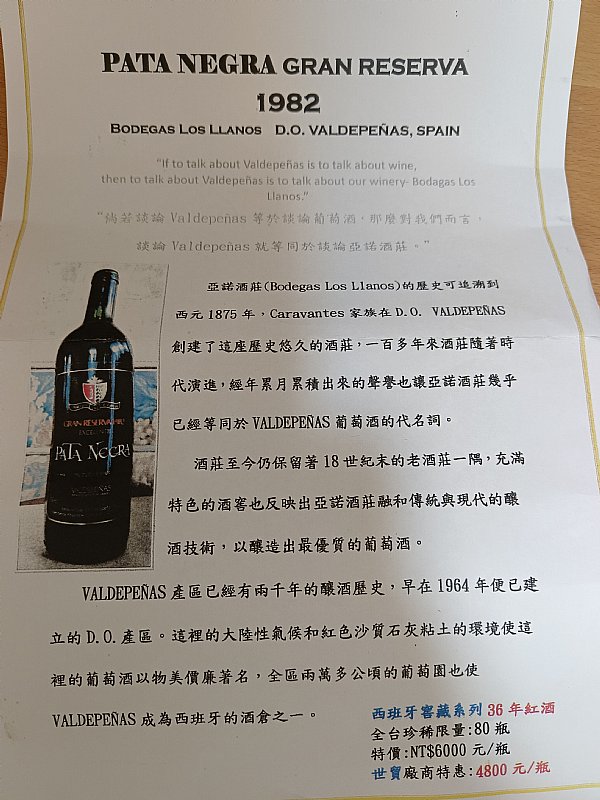 PATA NEGRA GRAN RESERVA
1982
BODEGAS LOS LLANOS D.O. VALDEPEÑAS, SPAIN
"If to talk about Valdepeñas is to talk about wine,
then to talk about Valdepeñas is to talk about our winery- Bodagas Los
Llanos."
"倘若談論 Valdepeñas 等於談論葡萄酒，那麼對我們而言，
談論 Valdepeñas 就等同於談論亞諾酒莊。"
亞諾酒莊(Bodegas Los Llanos)的歷史可追溯到
西元 1875 年，Caravantes 家族在 D.O. VALDEPEÑAS
創建了這座歷史悠久的酒莊，一百多年來酒莊隨著時
代演進，經年累月累積出來的聲譽也讓亞諾酒莊幾乎
已經等同於 VALDEPEÑAS 葡萄酒的代名詞。
酒莊至今仍保留著 18 世紀末的老酒莊一隅，充滿
特色的酒窖也反映出亞諾酒莊融和傳統與現代的釀
酒技術，以釀造出最優質的葡萄酒。
GRAN RESERVA
PATA NEGRA
VALDEPEÑAS
VALDEPEÑAS 產區已經有兩千年的釀酒歷史，早在 1964 年便已建
立的 D.O.產區。這裡的大陸性氣候和紅色沙質石灰粘土的環境使這
裡的葡萄酒以物美價廉著名，全區兩萬多公頃的葡萄園也使
VALDEPEÑAS 成為西班牙的酒倉之一。
西班牙窖藏系列 36 年紅酒
全台珍稀限量:80 瓶
特價:NT$6000 元/瓶
世貿廠商特惠:4800 元/瓶